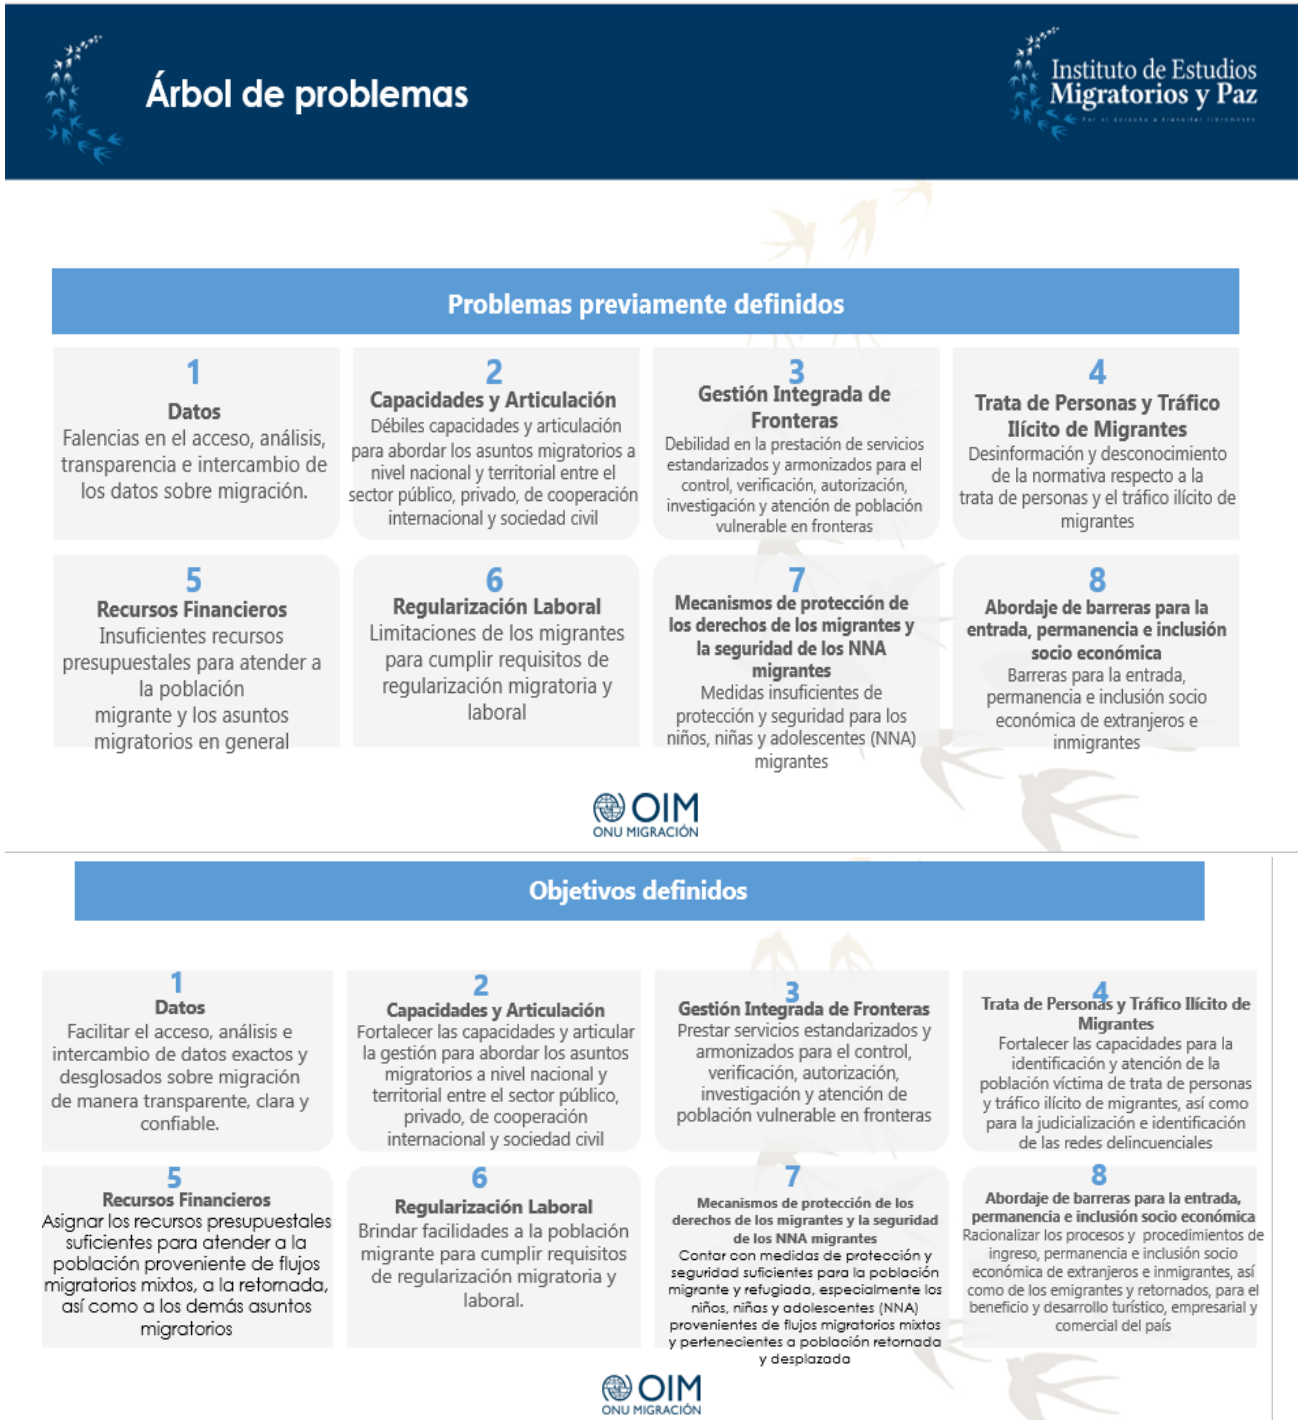 Árbol de problemas
Instituto de Estudios
Migratorios y Paz
Por el derecho a transitar libremente
Problemas previamente definidos
1
Datos
Falencias en el acceso, análisis,
transparencia e intercambio de
los datos sobre migración.
2
Capacidades y Articulación
Débiles capacidades y articulación
para abordar los asuntos migratorios a
nivel nacional y territorial entre el
sector público, privado, de cooperación
internacional y sociedad civil
3
Gestión Integrada de
Fronteras
Debilidad en la prestación de servicios
estandarizados y armonizados para el
control, verificación, autorización,
investigación y atención de población
vulnerable en fronteras
4
Trata de Personas y Tráfico
Ilícito de Migrantes
Desinformación y desconocimiento
de la normativa respecto a la
trata de personas y el tráfico ilícito de
migrantes
5
Recursos Financieros
Insuficientes recursos
presupuestales para atender a
la población
migrante y los asuntos
migratorios en general
6
Regularización Laboral
Limitaciones de los migrantes
para cumplir requisitos de
regularización migratoria y
laboral
7
Mecanismos de protección de
los derechos de los migrantes y
la seguridad de los NNA
migrantes
Medidas insuficientes de
protección y seguridad para los
niños, niñas y adolescentes (NNA)
migrantes
8
Abordaje de barreras para la
entrada, permanencia e inclusión
socio económica
Barreras para la entrada,
permanencia e inclusión socio
económica de extranjeros e
inmigrantes
OIM
ONU MIGRACIÓN
Objetivos definidos
1
Datos
Facilitar el acceso, análisis e
intercambio de datos exactos y
desglosados sobre migración
de manera transparente, clara y
confiable.
2
Capacidades y Articulación
Fortalecer las capacidades y articular
la gestión para abordar los asuntos
migratorios a nivel nacional y
territorial entre el sector público,
privado, de cooperación
internacional y sociedad civil
3
Gestión Integrada de Fronteras
Prestar servicios estandarizados y
armonizados para el control,
verificación, autorización,
investigación y atención de
población vulnerable en fronteras
4
Trata de Personas y Tráfico Ilícito de
Migrantes
Fortalecer las capacidades para la
identificación y atención de la
población víctima de trata de personas
y tráfico ilícito de migrantes, así como
para la judicialización e identificación
de las redes delincuenciales
5
Recursos Financieros
Asignar los recursos presupuestales
suficientes para atender a la
población proveniente de flujos
migratorios mixtos, a la retornada,
así como a los demás asuntos
migratorios
6
Regularización Laboral
Brindar facilidades a la población
migrante para cumplir requisitos
de regularización migratoria y
laboral.
7
Mecanismos de protección de los
derechos de los migrantes y la seguridad
de los NNA migrantes
Contar con medidas de protección y
seguridad suficientes para la población
migrante y refugiada, especialmente los
niños, niñas y adolescentes (NNA)
provenientes de flujos migratorios mixtos
y pertenecientes a población retornada
y desplazada
8
Abordaje de barreras para la entrada,
permanencia e inclusión socio económica
Racionalizar los procesos y procedimientos de
ingreso, permanencia e inclusión socio
económica de extranjeros e inmigrantes, así
como de los emigrantes y retornados, para el
beneficio y desarrollo turístico, empresarial y
comercial del país
OIM
ONU MIGRACIÓN